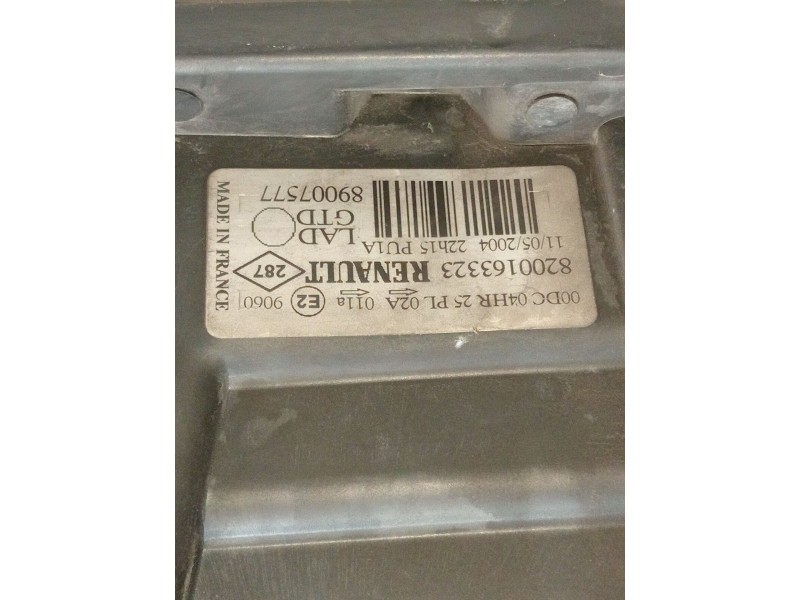 00DC 04HR 25 PL 02A 011a E2 9060
8200163323 RENAULT 287
11/05/2004 22h15 PU1A
LAD
GTD
89007577
MADE IN FRANCE